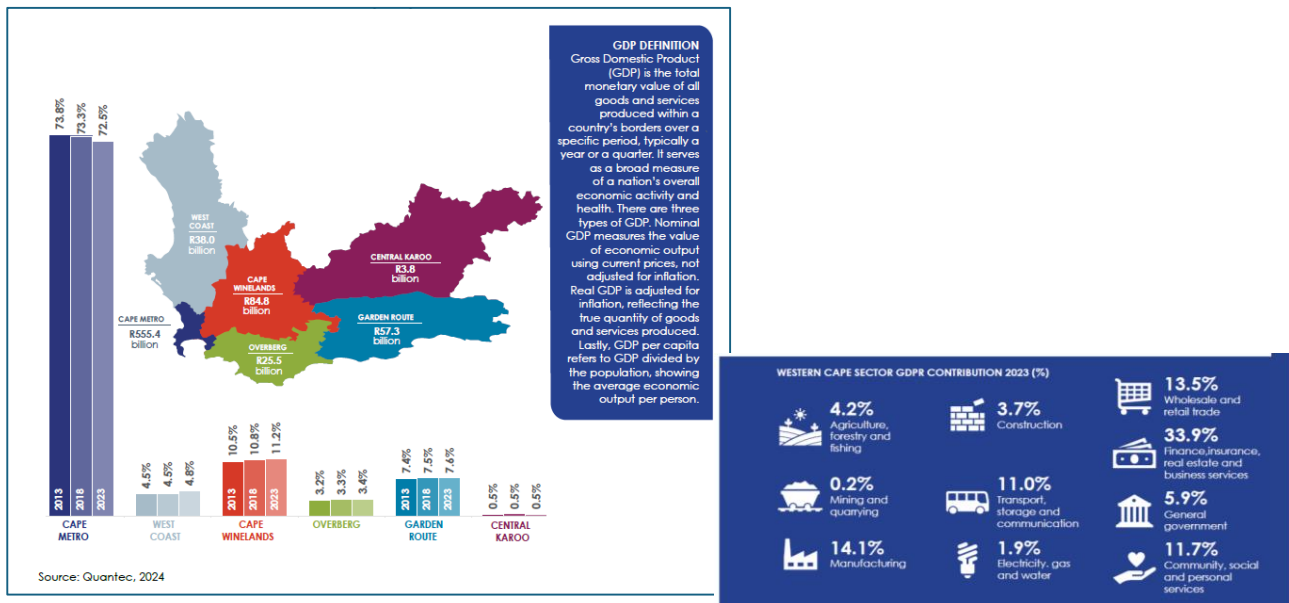 GDP DEFINITION
Gross Domestic Product
(GDP) is the total
monetary value of all
goods and services
produced within a
country's borders over a
specific period, typically a
year or a quarter. It serves
as a broad measure
of a nation's overall
economic activity and
health. There are three
types of GDP. Nominal
GDP measures the value
of economic output
using current prices, not
adjusted for inflation.
Real GDP is adjusted for
inflation, reflecting the
true quantity of goods
and services produced.
Lastly, GDP per capita
refers to GDP divided by
the population, showing
the average economic
output per person.
73.8%
73.3%
72.5%
2013
2018
2023
CAPE
METRO
WEST
COAST
R38.0
billion
CENTRAL KAROO
R3.8
billion
CAPE
WINELANDS
R84.8
billion
CAPE METRO
R555.4
billion
GARDEN ROUTE
R57.3
billion
OVERBERG
R25.5
billion
4.5%
4.5%
4.8%
WEST
COAST
10.5%
10.8%
11.2%
2013
2018
2023
CAPE
WINELANDS
3.2%
3.3%
3.4%
OVERBERG
7.4%
7.5%
7.6%
2013
2018
2023
GARDEN
ROUTE
0.5%
0.5%
0.5%
CENTRAL
KAROO
Source: Quantec, 2024
WESTERN CAPE SECTOR GDPR CONTRIBUTION 2023 (%)
4.2%
Agriculture,
forestry and
fishing
0.2%
Mining and
quarrying
14.1%
Manufacturing
3.7%
Construction
11.0%
Transport,
storage and
communication
1.9%
Electricity, gas
and water
13.5%
Wholesale and
retail trade
33.9%
Finance,insurance,
real estate and
business services
5.9%
General
government
11.7%
Community, social
and personal
services